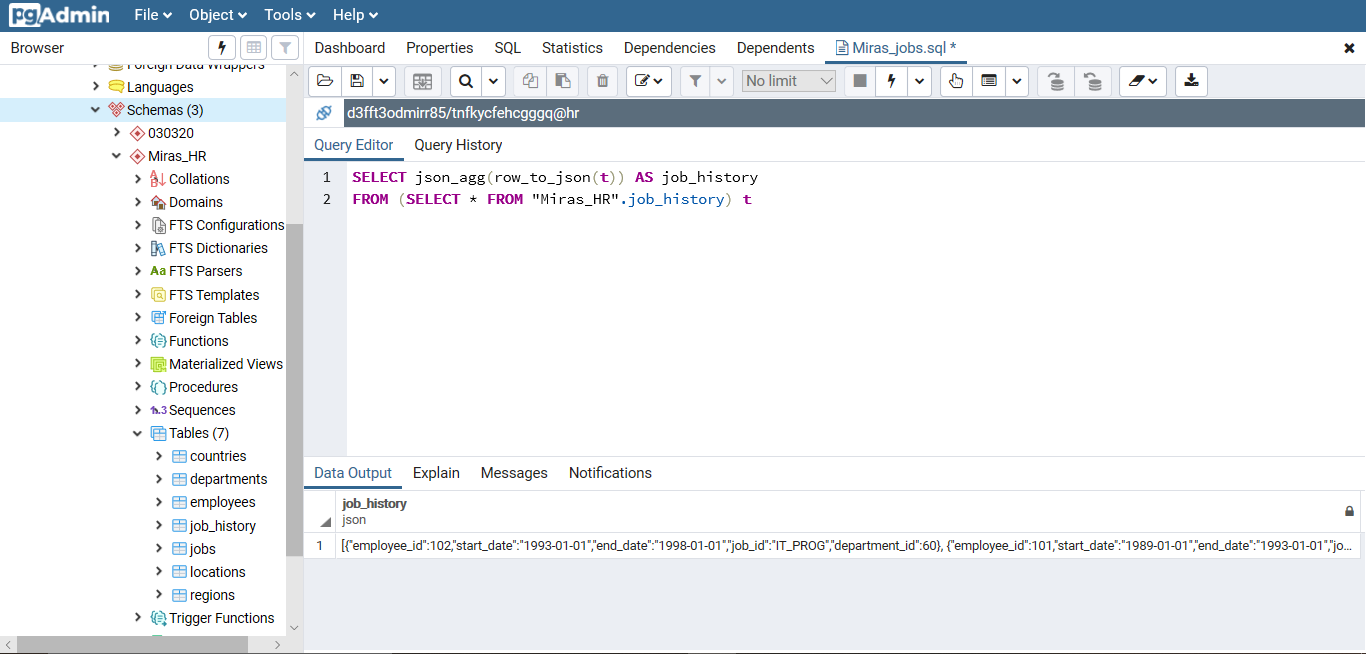 pgAdmin File Object Tools Help
Browser
Dashboard Properties SQL Statistics Dependencies Dependents Miras_jobs.sql *
Foreign Data Wrappers
Languages
Schemas (3)
030320
Miras_HR
Collations
Domains
FTS Configurations
FTS Dictionaries
Aa FTS Parsers
FTS Templates
Foreign Tables
Functions
Materialized Views
Procedures
1..3 Sequences
Tables (7)
countries
departments
employees
job_history
jobs
locations
regions
Trigger Functions
No limit
d3fft3odmirr85/tnfkycfehcgggq@hr
Query Editor Query History
1 SELECT json_agg(row_to_json(t)) AS job_history
2 FROM (SELECT * FROM "Miras_HR".job_history) t
Data Output Explain Messages Notifications
job_history
json
1 [{"employee_id":102,"start_date":"1993-01-01","end_date":"1998-01-01","job_id":"IT_PROG","department_id":60}, {"employee_id":101,"start_date":"1989-01-01","end_date":"1993-01-01","jo...